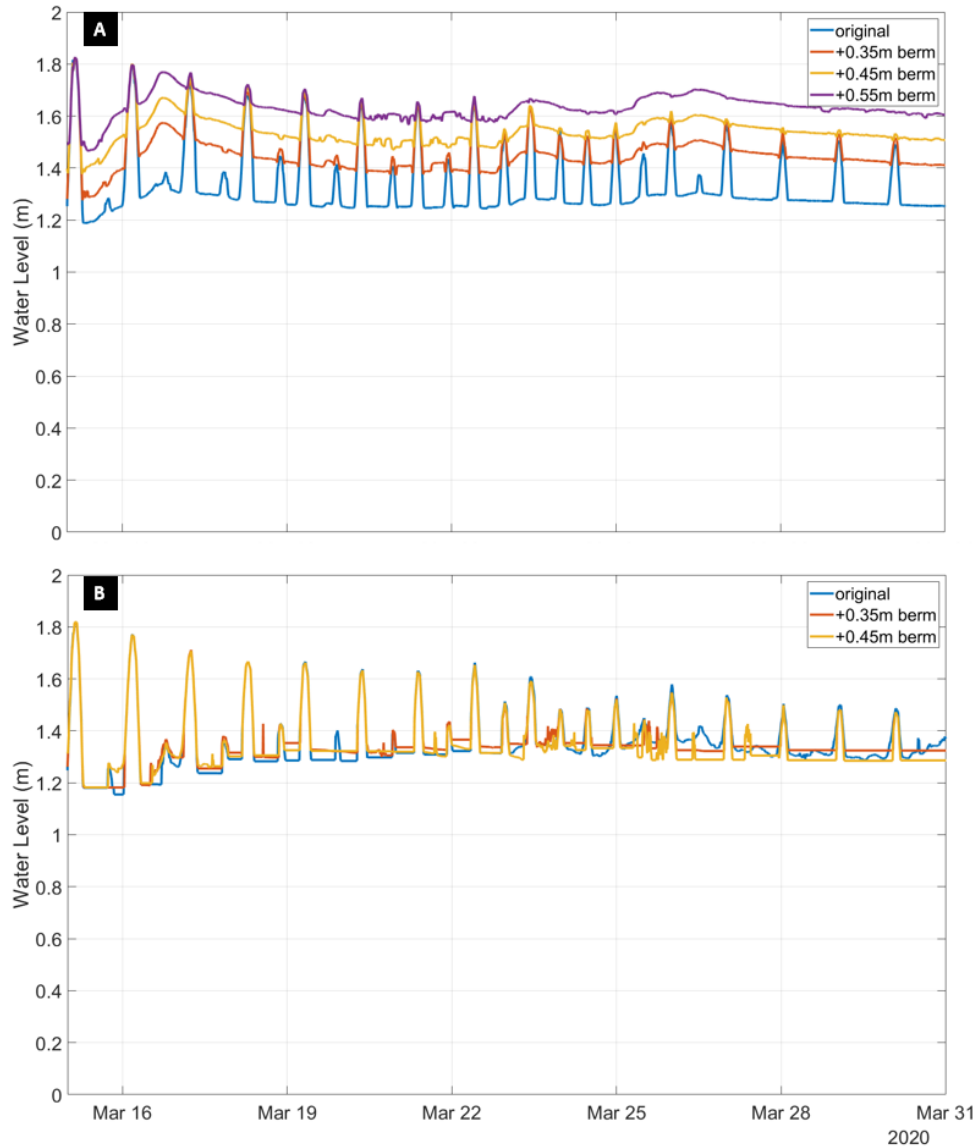 A
original
+0.35m berm
+0.45m berm
+0.55m berm
2
1.8
1.6
1.4
1.2
1
0.8
0.6
0.4
0.2
0
Water Level (m)
B
original
+0.35m berm
+0.45m berm
2
1.8
1.6
1.4
1.2
1
0.8
0.6
0.4
0.2
0
Water Level (m)
Mar 16 Mar 19 Mar 22 Mar 25 Mar 28 Mar 31
2020